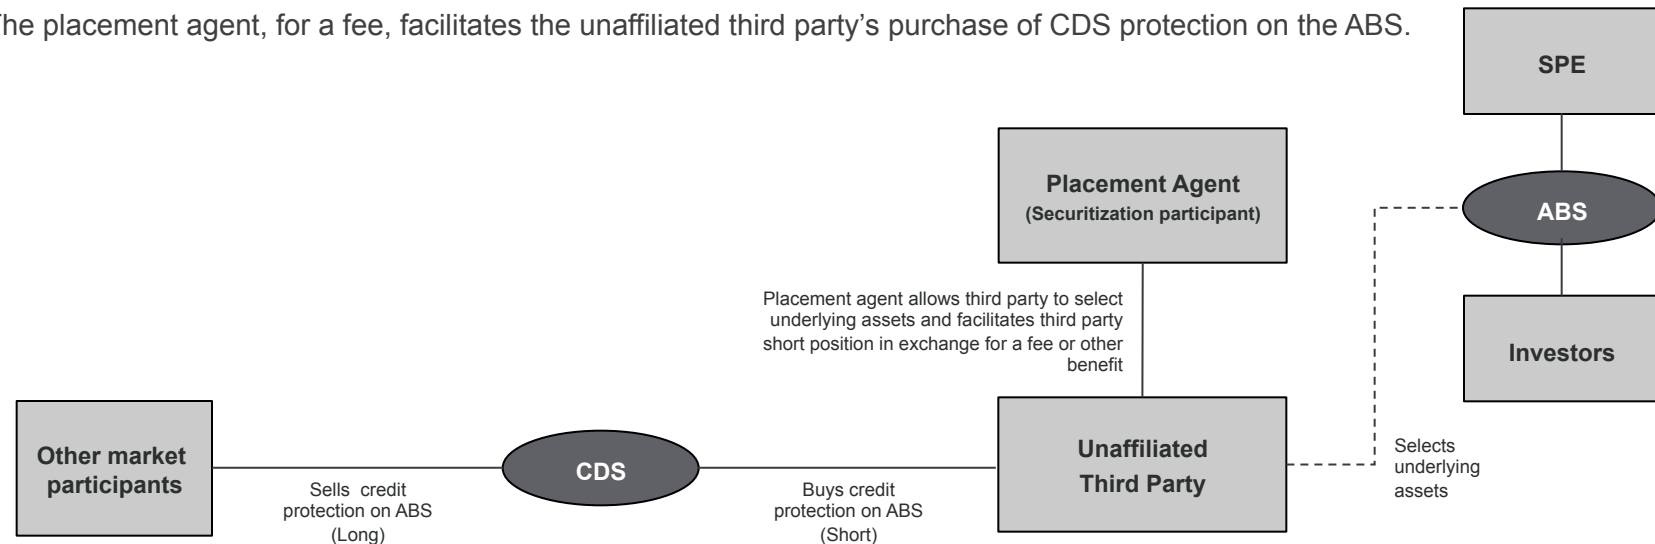 The placement agent, for a fee, facilitates the unaffiliated third party’s purchase of CDS protection on the ABS.
SPE
Placement Agent
(Securitization participant)
ABS
Placement agent allows third party to select
underlying assets and facilitates third party
short position in exchange for a fee or other
benefit
Investors
Other market
participants
Sells credit
protection on ABS
(Long)
CDS
Buys credit
protection on ABS
(Short)
Unaffiliated
Third Party
Selects
underlying
assets